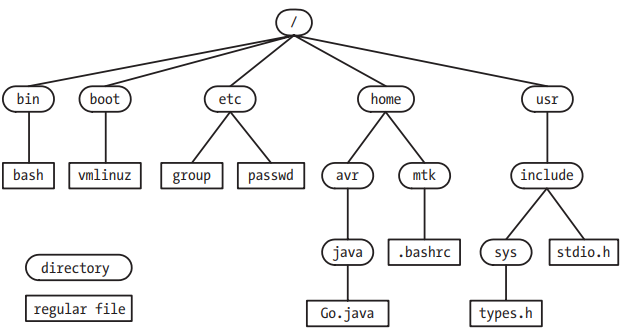 /
bin boot etc home usr
bash vmlinuz group passwd avr mtk include
java .bashrc sys stdio.h
directory
regular file Go.java types.h